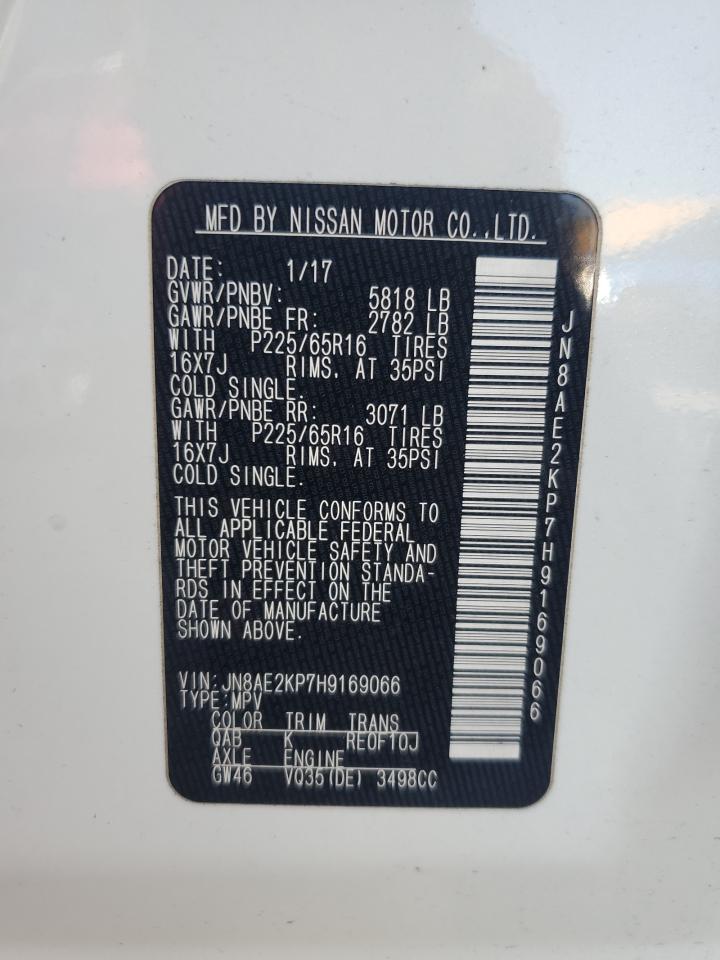 MFD BY NISSAN MOTOR CO.,LTD.
DATE: 1/17
GVWR/PNBV: 5818 LB
GAWR/PNBE FR: 2782 LB
WITH P225/65R16 TIRES
16X7J RIMS, AT 35PSI
COLD SINGLE.
GAWR/PNBE RR: 3071 LB
WITH P225/65R16 TIRES
16X7J RIMS, AT 35PSI
COLD SINGLE.
THIS VEHICLE CONFORMS TO
ALL APPLICABLE FEDERAL
MOTOR VEHICLE SAFETY AND
THEFT PREVENTION STANDA-
RDS IN EFFECT ON THE
DATE OF MANUFACTURE
SHOWN ABOVE.
VIN:JN8AE2KP7H9169066
TYPE:MPV
COLOR TRIM TRANS
QAB K RE0F10J
AXLE ENGINE
GW46 VQ35(DE) 3498CC
JN8AE2KP7H9169066